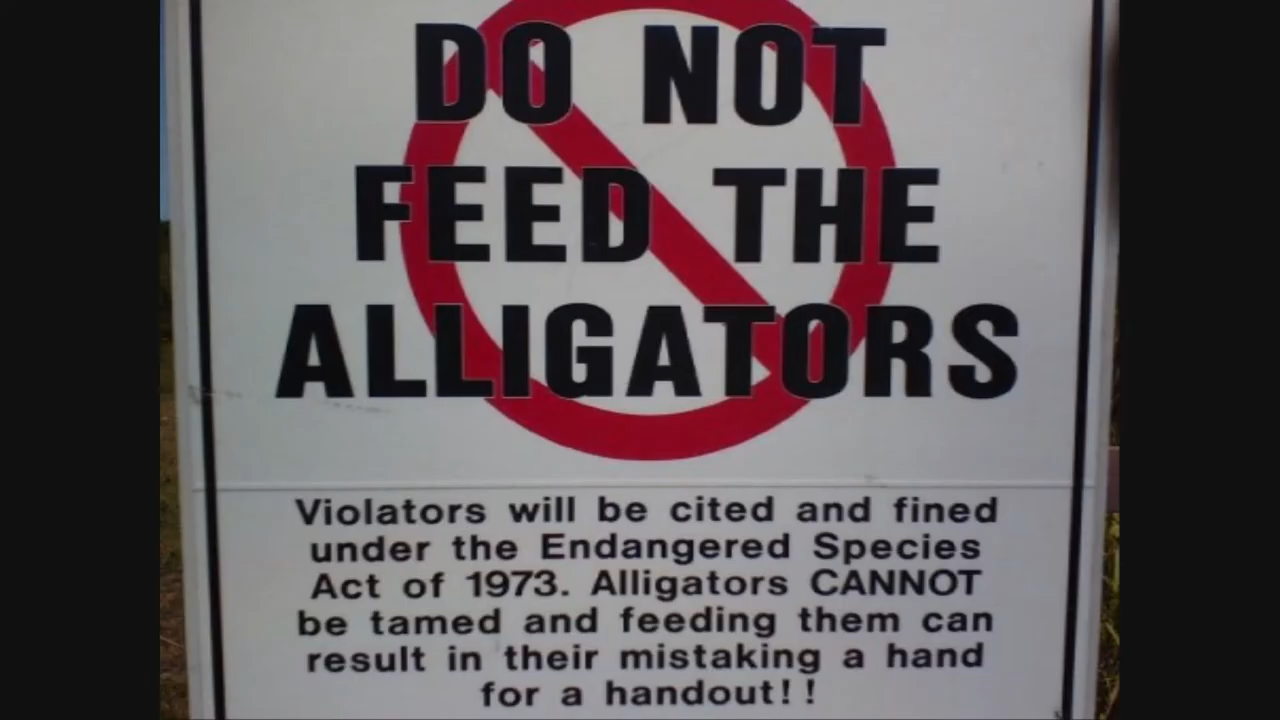 DO NOT
FEED THE
ALLIGATORS
Violators will be cited and fined
under the Endangered Species
Act of 1973. Alligators CANNOT
be tamed and feeding them can
result in their mistaking a hand
for a handout!!